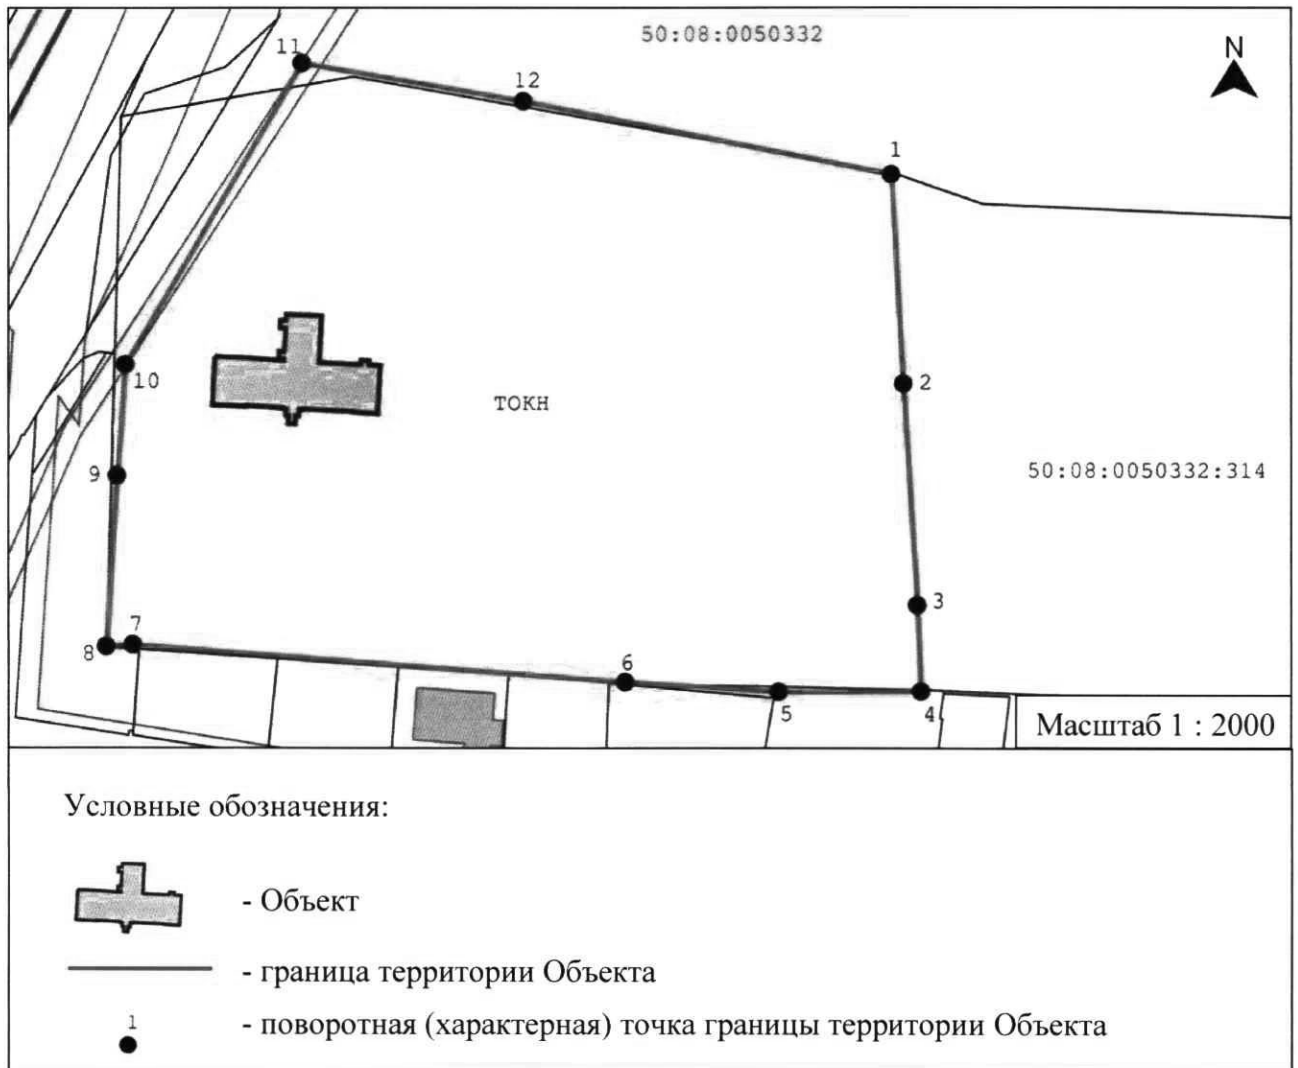 50:08:0050332
N
11
12
1
10
2
ТОКН
9
50:08:0050332:314
3
7
8
6
5
4
Масштаб 1 : 2000
Условные обозначения:
- Объект
- граница территории Объекта
1
- поворотная (характерная) точка границы территории Объекта